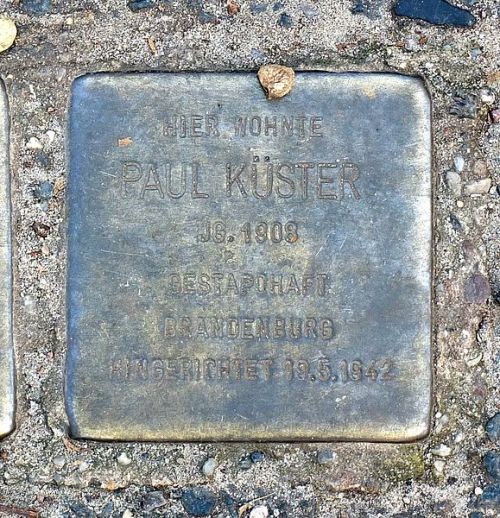 HIER WOHNTE
PAUL KÜSTER
JG. 1908
GESTAPOHAFT
BRANDENBURG
HINGERICHTET 19.5.1942